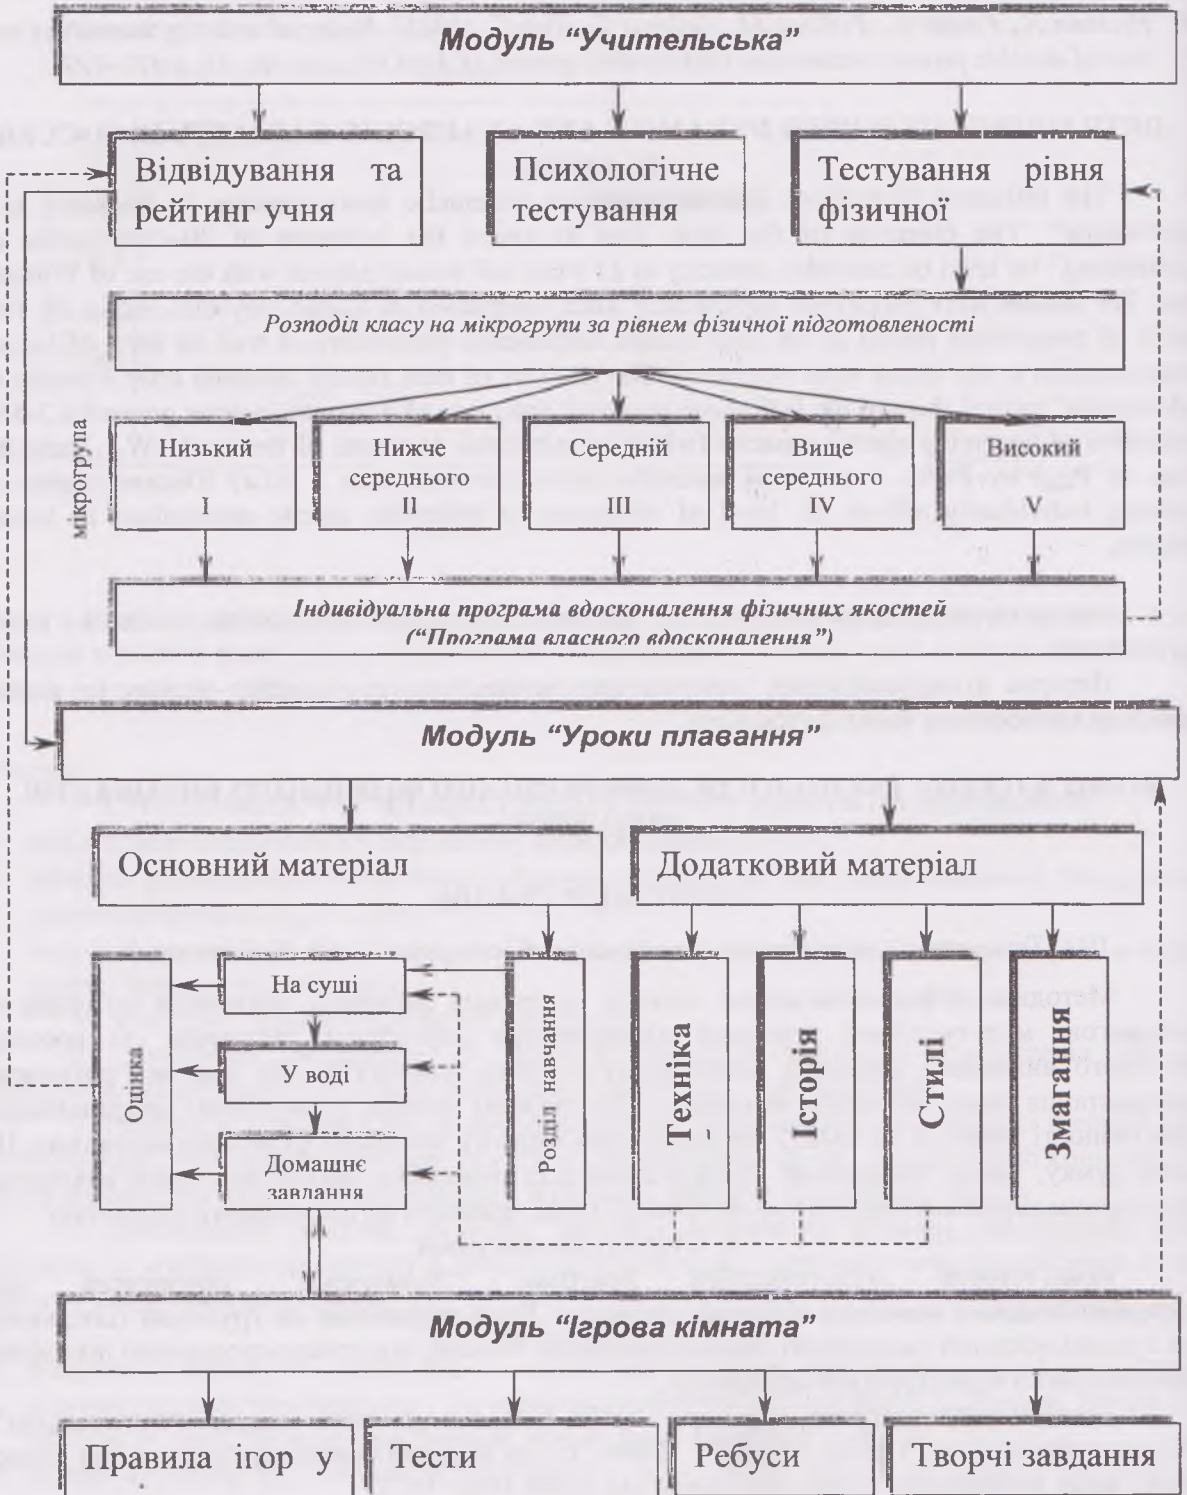 Модуль “Учительська”
Відвідування та
рейтинг учня
Психологічне
тестування
Тестування рівня
фізичної
Розподіл класу на мікрогрупи за рівнем фізичної підготовленості
мікрогрупа
Низький
I
Нижче
середнього
II
Середній
III
Вище
середнього
IV
Високий
V
Індивідуальна програма вдосконалення фізичних якостей
(“Програма власного вдосконалення”)
Модуль “Уроки плавання”
Основний матеріал
Додатковий матеріал
Оцінка
На суші
У воді
Домашнє
завдання
Розділ навчання
Техніка
Історія
Стилі
Змагання
Модуль “Ігрова кімната”
Правила ігор у
Тести
Ребуси
Творчі завдання